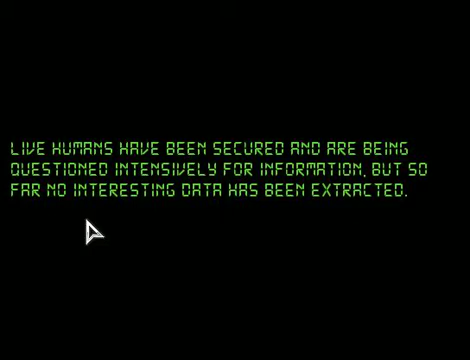 LIVE HUMANS HAVE BEEN SECURED AND ARE BEING
QUESTIONED INTENSIVELY FOR INFORMATION, BUT SO
FAR NO INTERESTING DATA HAS BEEN EXTRACTED.